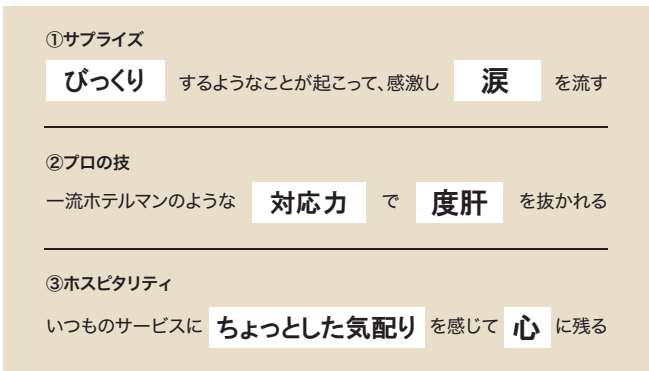 ①サプライズ
びっくり するようなことが起こって、感激し 涙 を流す
②プロの技
一流ホテルマンのような 対応力 で 度肝 を抜かれる
③ホスピタリティ
いつものサービスに ちょっとした気配り を感じて 心 に残る